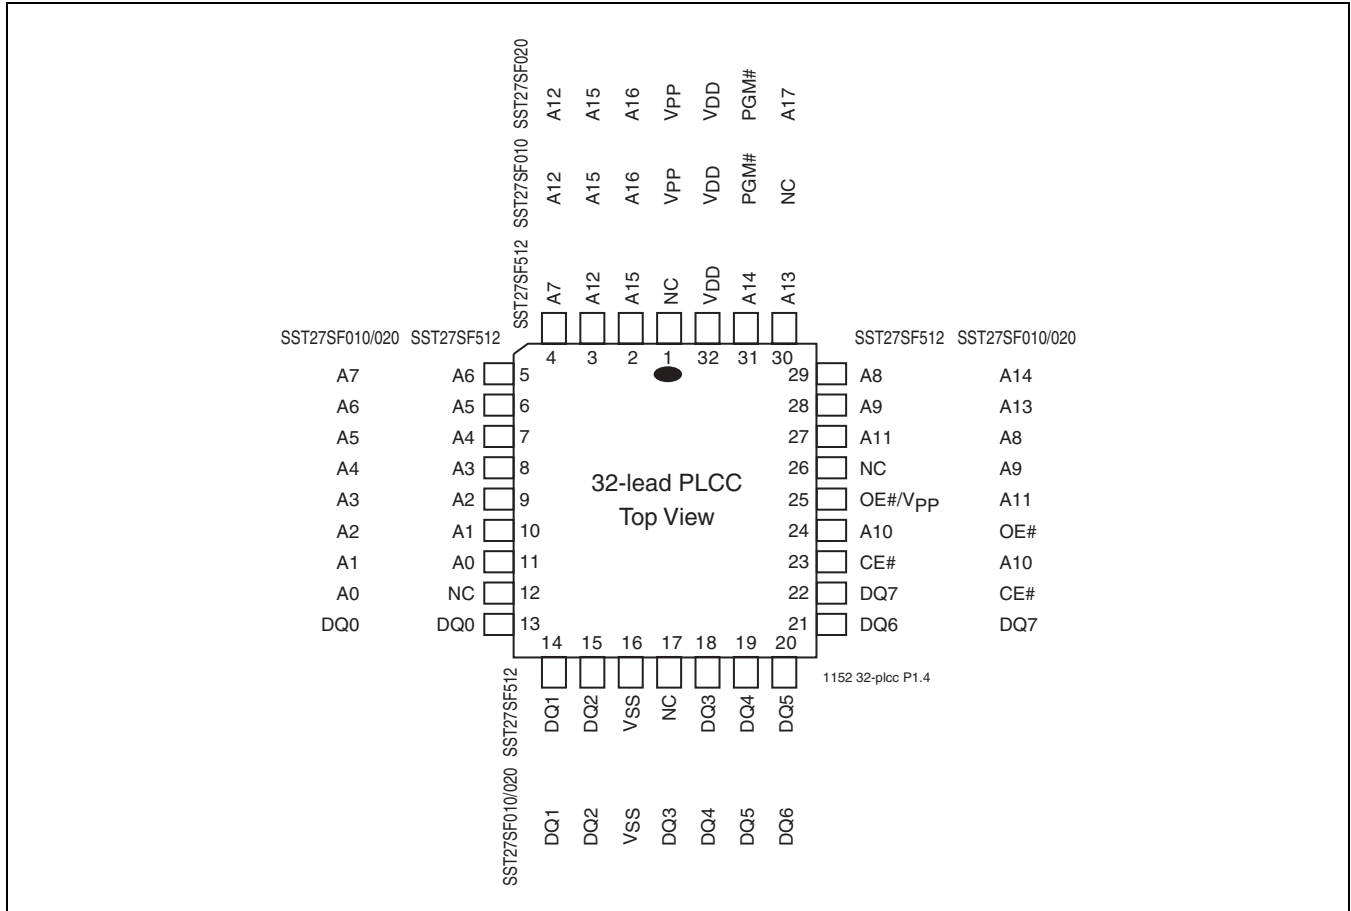 SST27SF020 A12 A15 A16 VPP VDD PGM# A17
SST27SF010 A12 A15 A16 VPP VDD PGM# NC
SST27SF512 A7 A12 A15 NC VDD A14 A13
SST27SF010/020 SST27SF512 SST27SF512 SST27SF010/020
4 3 2 1 32 31 30
A7 A6 5 29 A8 A14
A6 A5 6 28 A9 A13
A5 A4 7 27 A11 A8
A4 A3 8 26 NC A9
32-lead PLCC
A3 A2 9 25 OE#/VPP A11
Top View
A2 A1 10 24 A10 OE#
A1 A0 11 23 CE# A10
A0 NC 12 22 DQ7 CE#
DQ0 DQ0 13 21 DQ6 DQ7
14 15 16 17 18 19 20
1152 32-plcc P1.4
SST27SF512 DQ1 DQ2 VSS NC DQ3 DQ4 DQ5
SST27SF010/020 DQ1 DQ2 VSS DQ3 DQ4 DQ5 DQ6